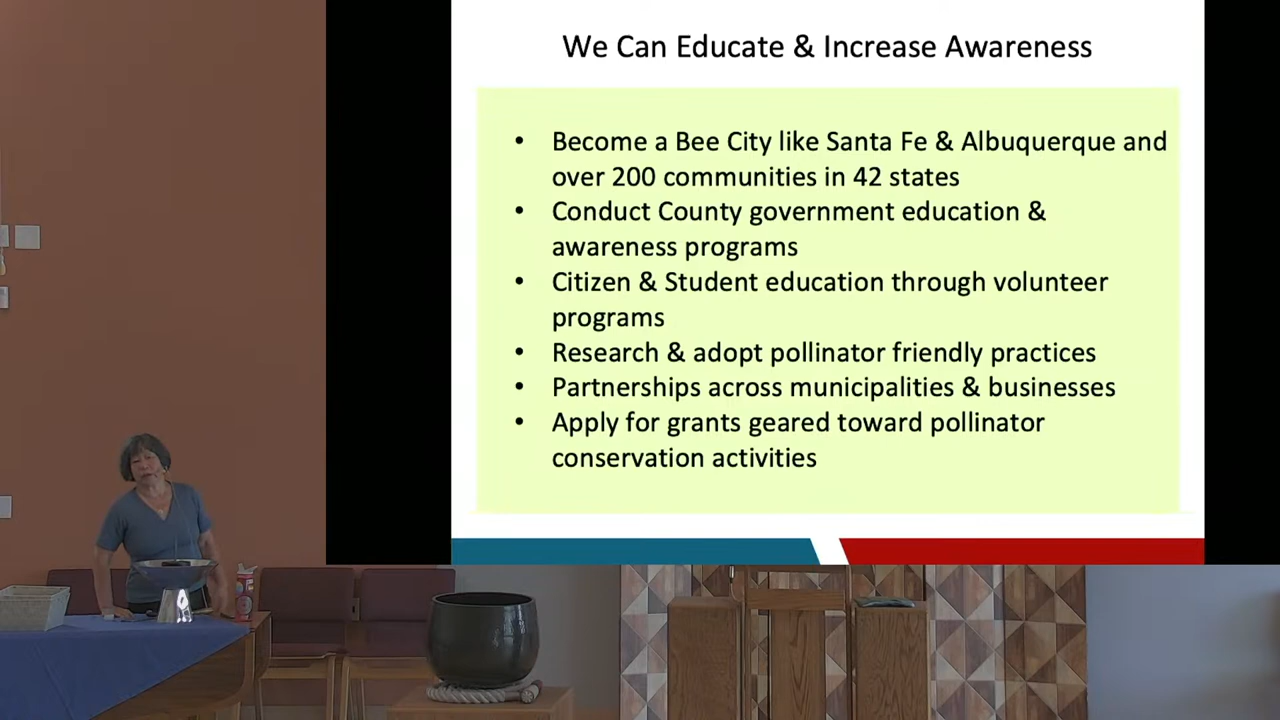 We Can Educate & Increase Awareness
• Become a Bee City like Santa Fe & Albuquerque and
over 200 communities in 42 states
• Conduct County government education &
awareness programs
• Citizen & Student education through volunteer
programs
• Research & adopt pollinator friendly practices
• Partnerships across municipalities & businesses
• Apply for grants geared toward pollinator
conservation activities